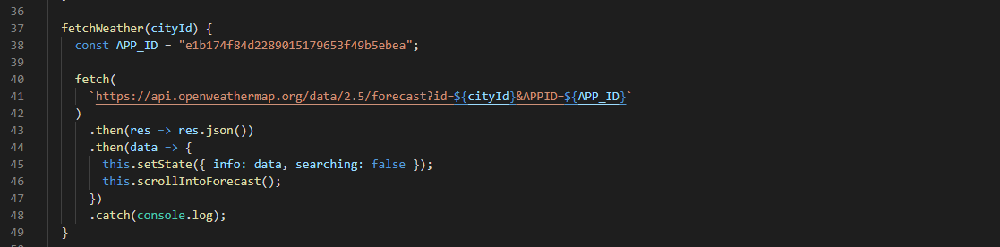 36
37 fetchWeather(cityId) {
38 const APP_ID = "e1b174f84d2289015179653f49b5ebea";
39
40 fetch(
41 `https://api.openweathermap.org/data/2.5/forecast?id=${cityId}&APPID=${APP_ID}`
42 )
43 .then(res => res.json())
44 .then(data => {
45 this.setState({ info: data, searching: false });
46 this.scrollIntoForecast();
47 })
48 .catch(console.log);
49 }